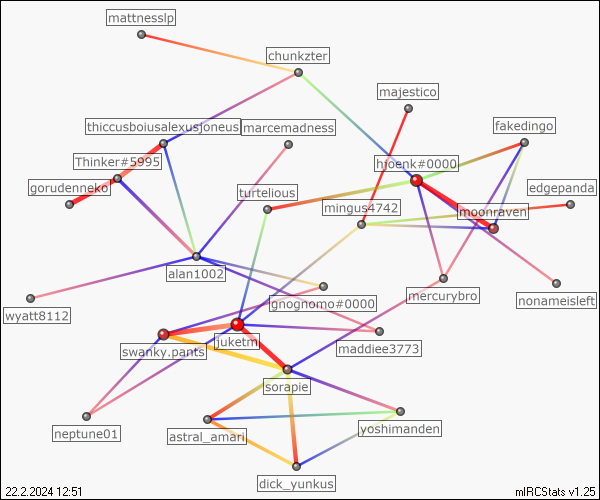 mattnesslp
chunkzter
majestico
thiccusboiusalexusjoneus
marcemadness
fakedingo
Thinker#5995
hjoenk#0000
gorudenneko
edgepanda
turtelious
mingus4742
moonraven
alan1002
mercurybro
gnognomo#0000
nonameisleft
wyatt8112
juketm
maddiee3773
swanky.pants
sorapie
neptune01
yoshimanden
astral_amari
dick_yunkus
22.2.2024 12:51
mIRCStats v1.25